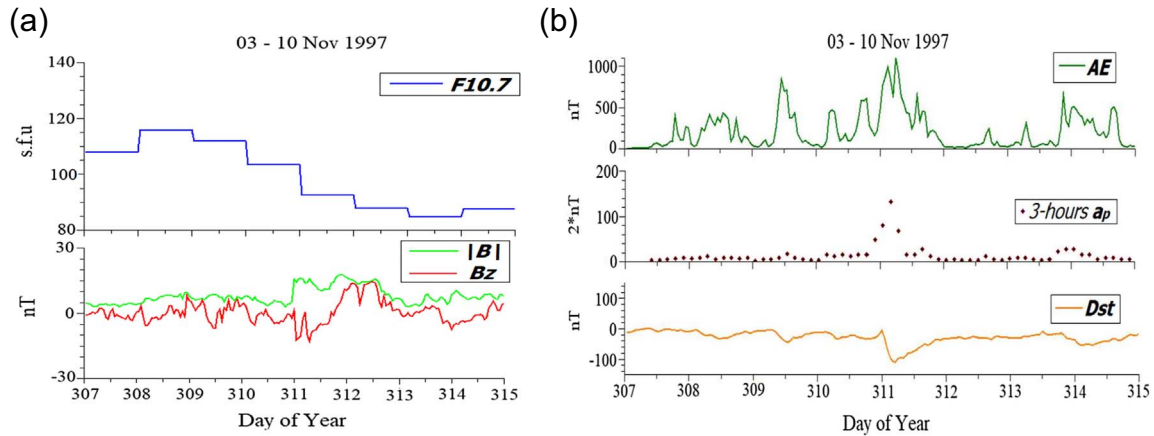 (a)
03 - 10 Nov 1997
140
120
100
80
s.f.u
F10.7
30
0
-30
nT
|B|
Bz
307 308 309 310 311 312 313 314 315
Day of Year
(b)
03 - 10 Nov 1997
1000
500
0
nT
AE
200
100
0
2*nT
3-hours ap
100
0
-100
nT
Dst
307 308 309 310 311 312 313 314 315
Day of Year